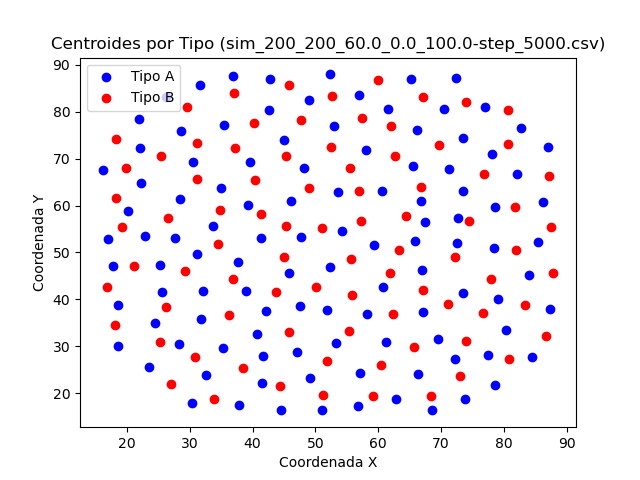 Centroides por Tipo (sim_200_200_60.0_0.0_100.0-step_5000.csv)
Tipo A
Tipo B
Coordenada Y
90
80
70
60
50
40
30
20
20 30 40 50 60 70 80 90
Coordenada X